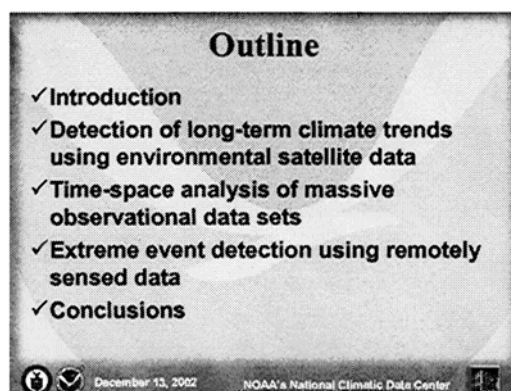 Outline
✓Introduction
✓Detection of long-term climate trends
using environmental satellite data
✓Time-space analysis of massive
observational data sets
✓Extreme event detection using remotely
sensed data
✓Conclusions
December 13, 2002 NOAA's National Climatic Data Center